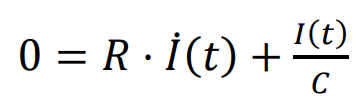 0 = R · İ(t) + I(t)/C